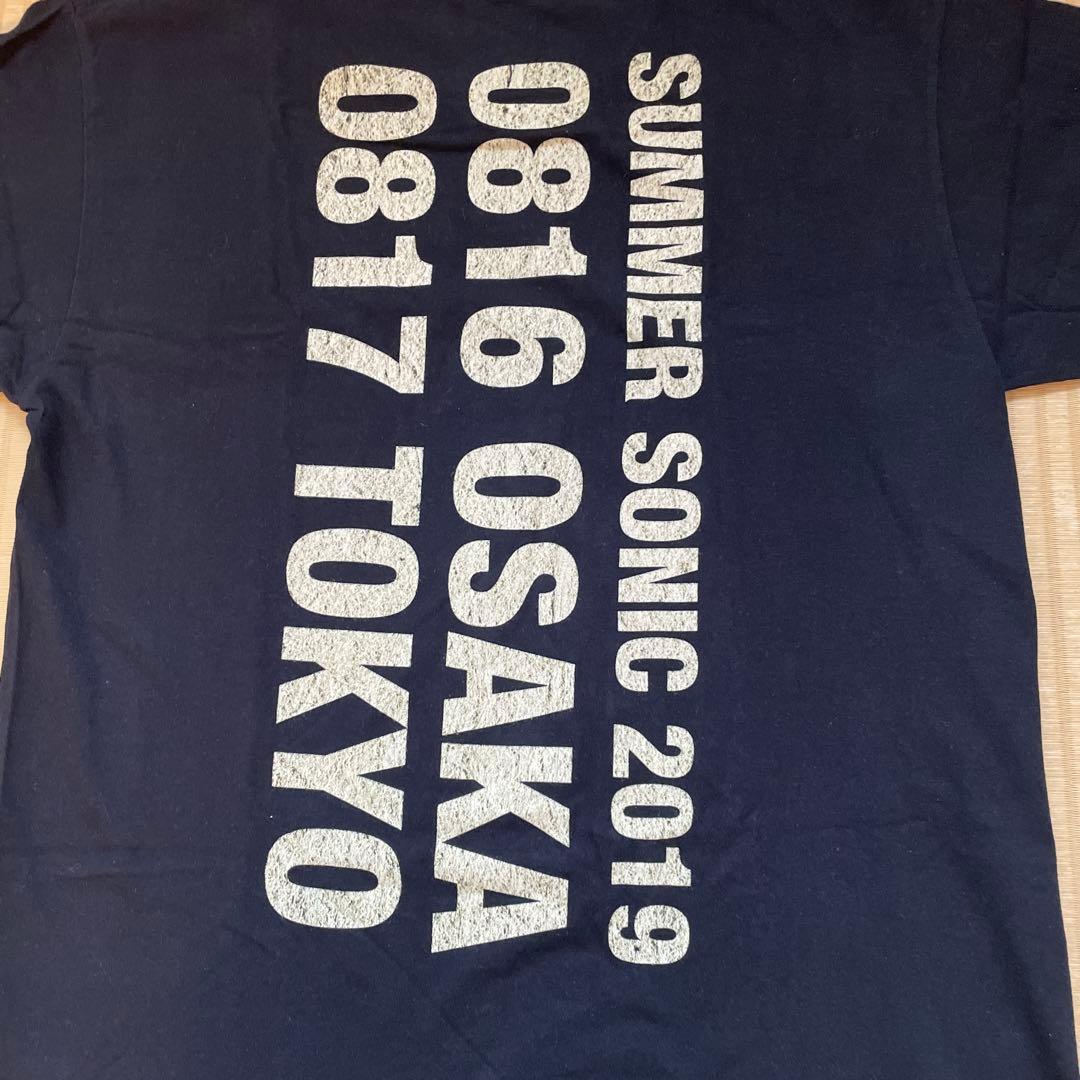 SUMMER SONIC 2019
0816 OSAKA
0817 TOKYO